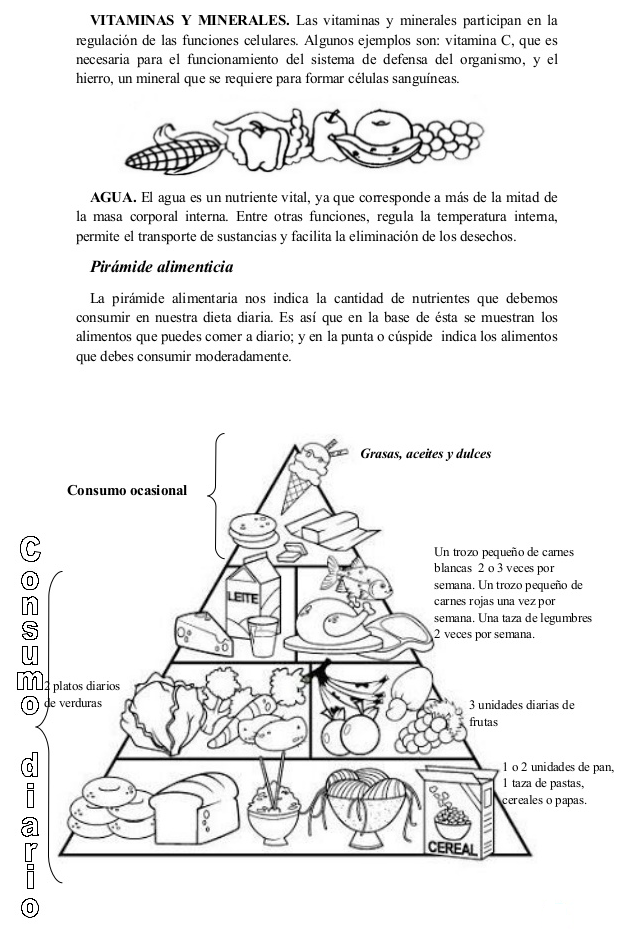 VITAMINAS Y MINERALES. Las vitaminas y minerales participan en la
regulación de las funciones celulares. Algunos ejemplos son: vitamina C, que es
necesaria para el funcionamiento del sistema de defensa del organismo, y el
hierro, un mineral que se requiere para formar células sanguíneas.
AGUA. El agua es un nutriente vital, ya que corresponde a más de la mitad de
la masa corporal interna. Entre otras funciones, regula la temperatura interna,
permite el transporte de sustancias y facilita la eliminación de los desechos.
Pirámide alimenticia
La pirámide alimentaria nos indica la cantidad de nutrientes que debemos
consumir en nuestra dieta diaria. Es así que en la base de ésta se muestran los
alimentos que puedes comer a diario; y en la punta o cúspide indica los alimentos
que debes consumir moderadamente.
Grasas, aceites y dulces
Consumo ocasional
Un trozo pequeño de carnes
blancas 2 o 3 veces por
semana. Un trozo pequeño de
carnes rojas una vez por
semana. Una taza de legumbres
2 veces por semana.
LEITE
Consumo diario
2 platos diarios
de verduras
3 unidades diarias de
frutas
1 o 2 unidades de pan,
1 taza de pastas,
cereales o papas.
CEREAL